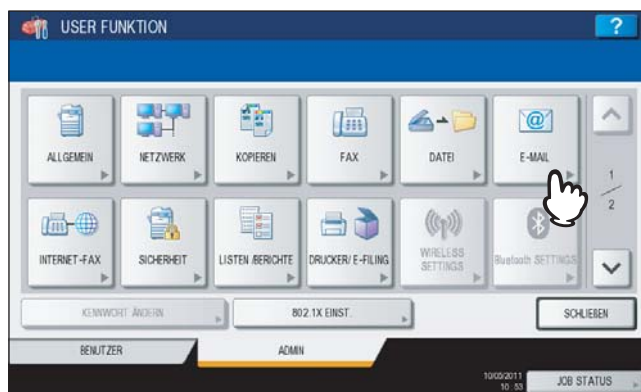 USER FUNKTION
?
ALLGEMEIN
NETZWERK
KOPIEREN
FAX
DATEI
E-MAIL
1
2
INTERNET-FAX
SICHERHEIT
LISTEN /BERICHTE
DRUCKER/ E-FILING
WIRELESS
SETTINGS
Bluetooth SETTINGS
KENNWORT ÄNDERN
802.1X EINST.
SCHLIEßEN
BENUTZER
ADMIN
10/03/2011
10:53
JOB STATUS